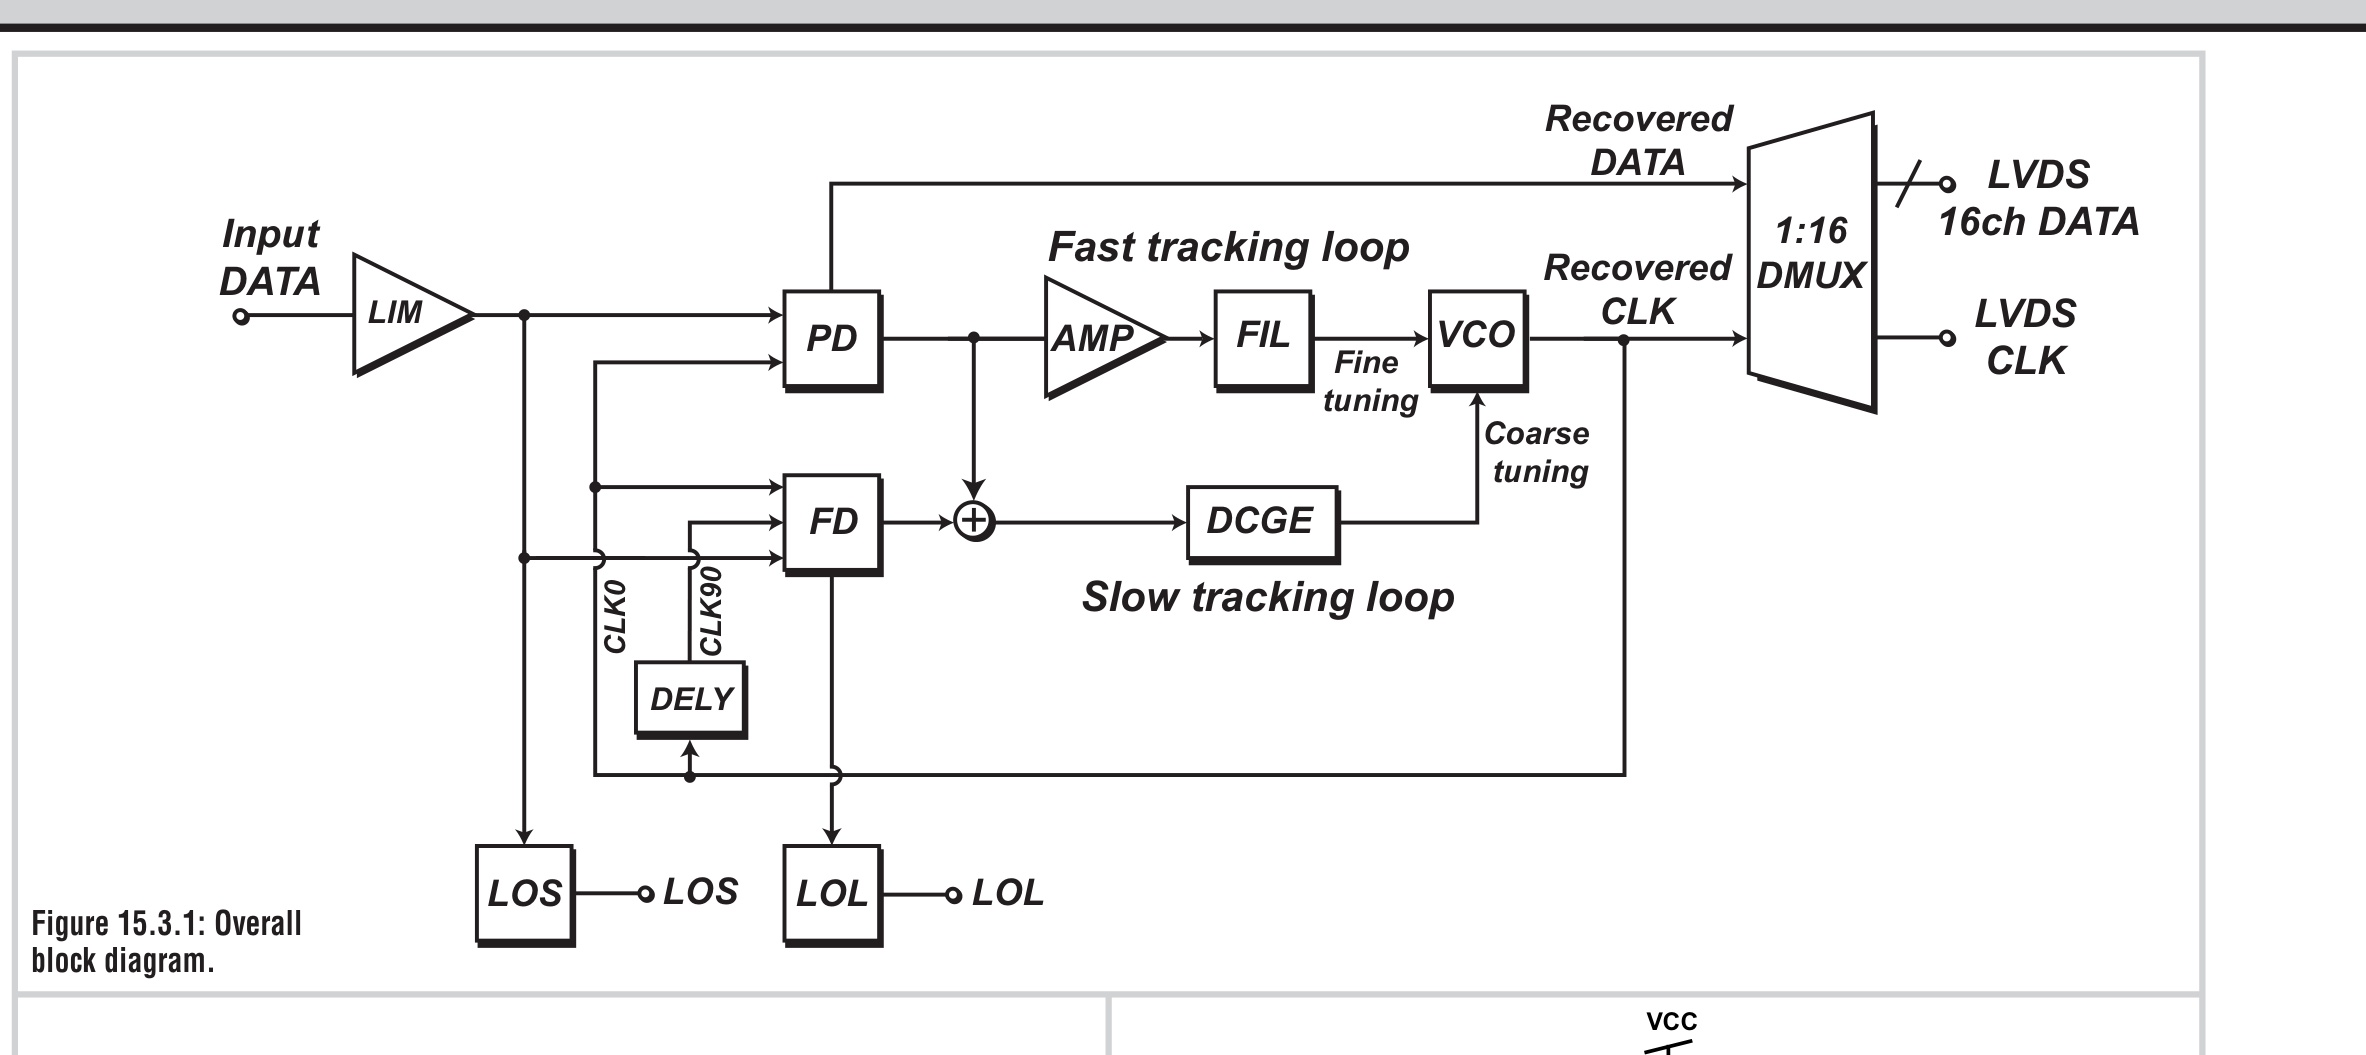 Recovered
DATA
LVDS
16ch DATA
Input
DATA
1:16
DMUX
Fast tracking loop
Recovered
CLK
LIM
PD
AMP
FIL
VCO
LVDS
CLK
Fine
tuning
Coarse
tuning
FD
DCGE
Slow tracking loop
CLK0
CLK90
DELY
LOS
LOS
LOL
LOL
Figure 15.3.1: Overall
block diagram.
VCC